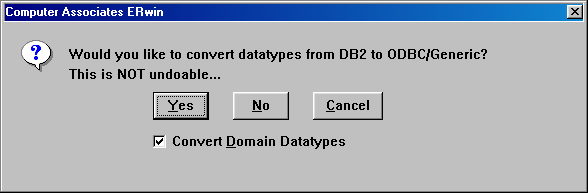 Computer Associates ERwin
Would you like to convert datatypes from DB2 to ODBC/Generic?
This is NOT undoable...
Yes No Cancel
Convert Domain Datatypes